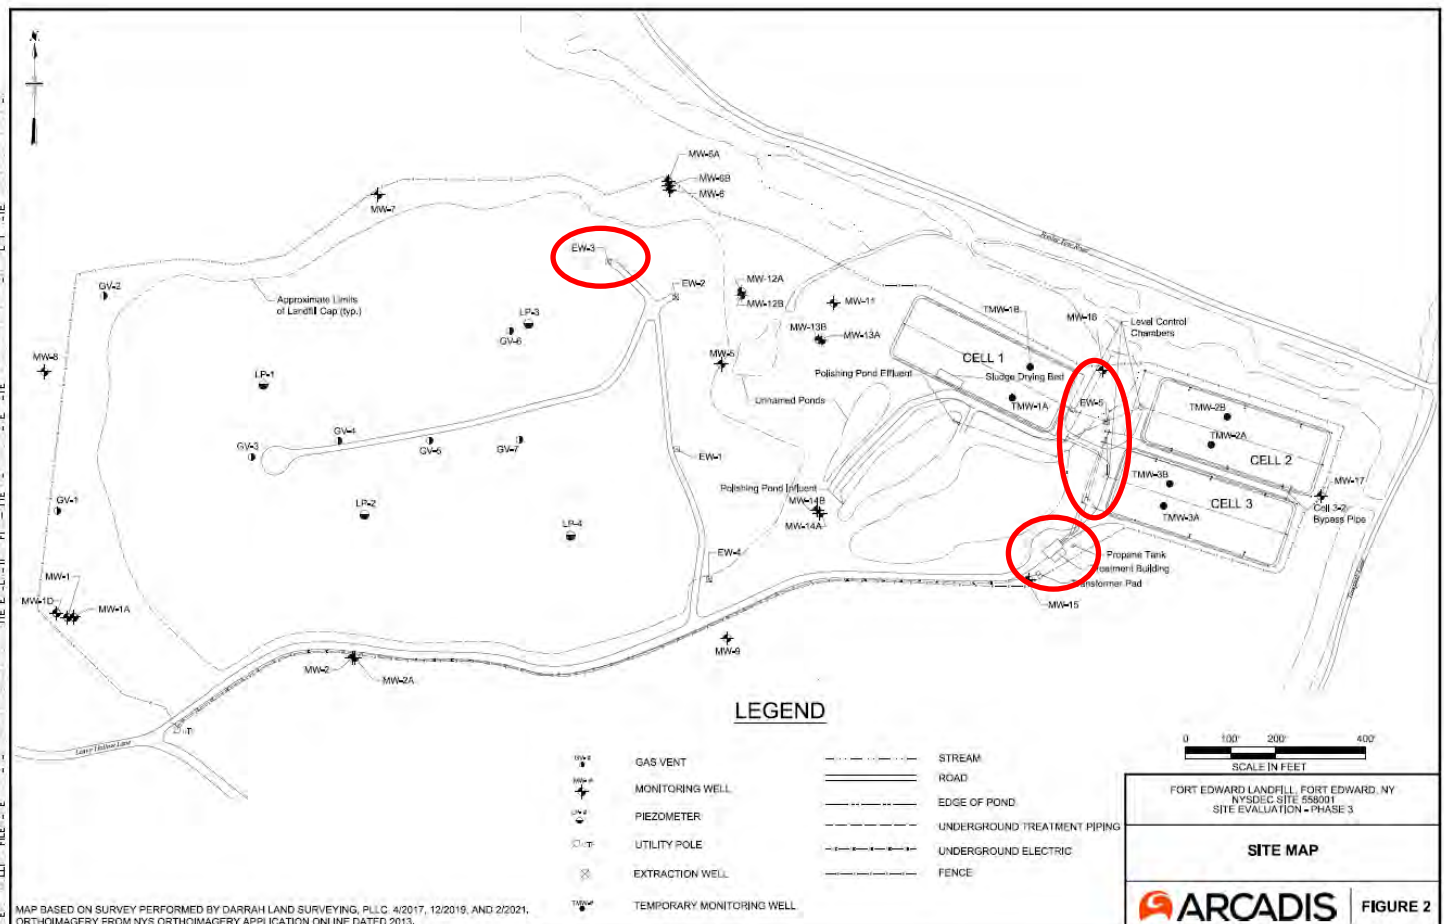 N
MW-6A
MW-6B
MW-6
MW-7
EW-3
EW-2
GV-2
Approximate Limits
of Landfill Cap (typ.)
MW-12A
MW-12B
MW-11
LP-3
GV-6
MW-13B
MW-13A
TMW-1B
MW-16
Level Control
Chambers
CELL 1
MW-8
MW-5
LP-1
Polishing Pond Effluent
Sludge Drying Bed
Unnamed Ponds
TMW-1A
EW-5
TMW-2B
TMW-2A
CELL 2
GV-4
GV-3
GV-5
GV-7
EW-1
TMW-3B
MW-17
Polishing Pond Influent
MW-14B
MW-14A
CELL 3
TMW-3A
Cell 3-2
Bypass Pipe
GV-1
LP-2
LP-4
EW-4
Propane Tank
Treatment Building
Transformer Pad
MW-15
MW-1
MW-1D
MW-1A
MW-9
MW-2
MW-2A
LEGEND
GAS VENT
MONITORING WELL
PIEZOMETER
UTILITY POLE
EXTRACTION WELL
TEMPORARY MONITORING WELL
STREAM
ROAD
EDGE OF POND
UNDERGROUND TREATMENT PIPING
UNDERGROUND ELECTRIC
FENCE
0 100' 200' 400'
SCALE IN FEET
FORT EDWARD LANDFILL, FORT EDWARD, NY
NYSDEC SITE 558001
SITE EVALUATION - PHASE 3
SITE MAP
ARCADIS
FIGURE 2
MAP BASED ON SURVEY PERFORMED BY DARRAH LAND SURVEYING, PLLC. 4/2017, 12/2019, AND 2/2021.
ORTHOIMAGERY FROM NYS ORTHOIMAGERY APPLICATION ONLINE DATED 2013.